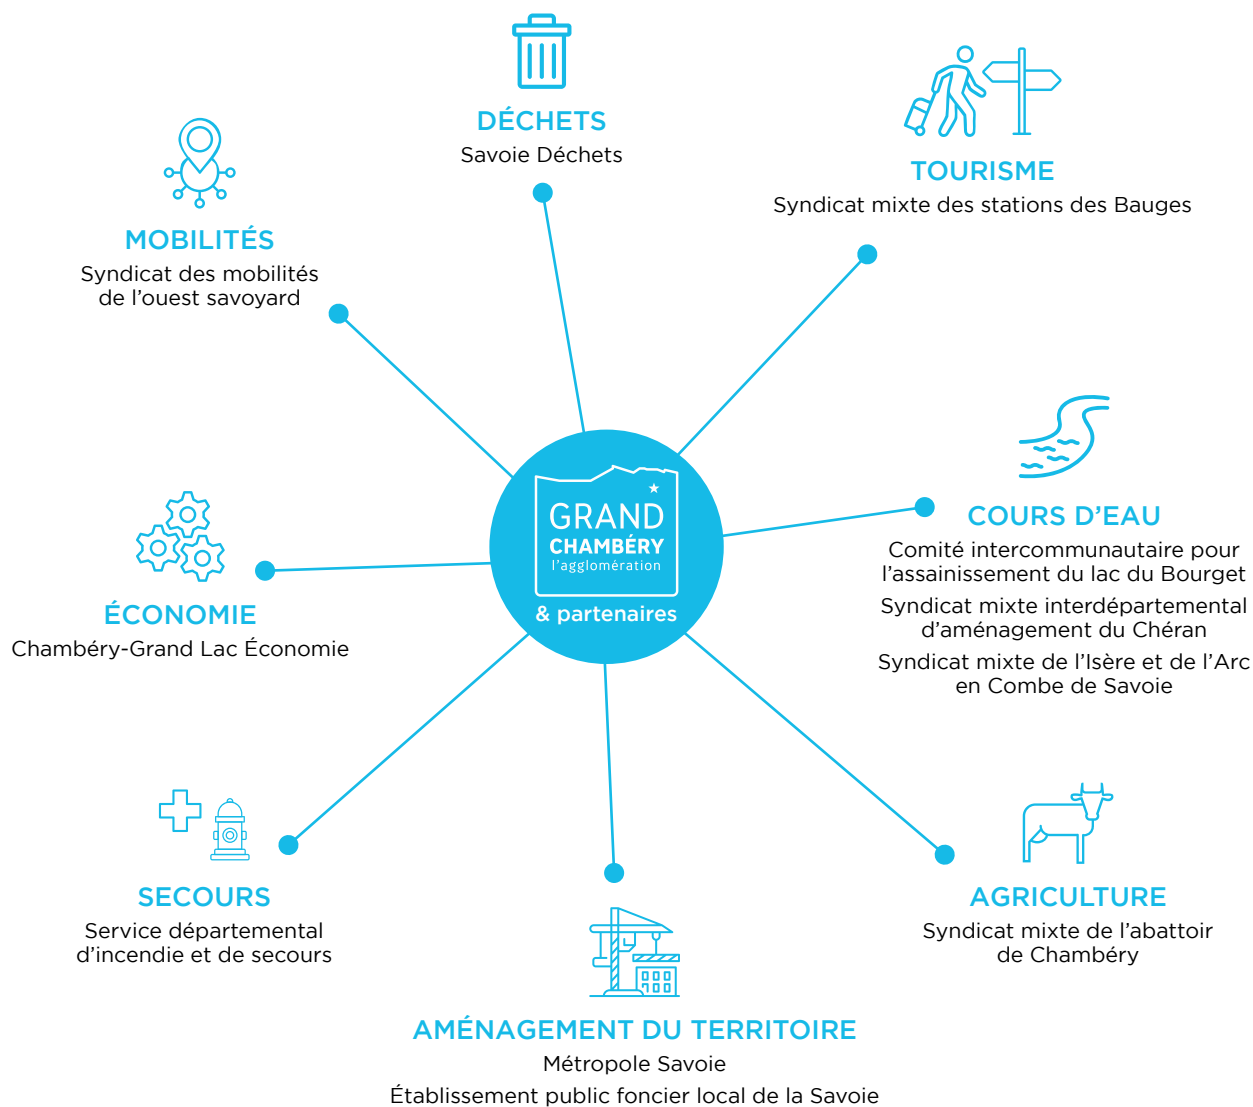 DÉCHETS
Savoie Déchets
TOURISME
Syndicat mixte des stations des Bauges
MOBILITÉS
Syndicat des mobilités
de l’ouest savoyard
COURS D’EAU
Comité intercommunautaire pour
l’assainissement du lac du Bourget
Syndicat mixte interdépartemental
d’aménagement du Chéran
Syndicat mixte de l’Isère et de l’Arc
en Combe de Savoie
GRAND
CHAMBÉRY
l’agglomération
& partenaires
ÉCONOMIE
Chambéry-Grand Lac Économie
SECOURS
Service départemental
d’incendie et de secours
AGRICULTURE
Syndicat mixte de l’abattoir
de Chambéry
AMÉNAGEMENT DU TERRITOIRE
Métropole Savoie
Établissement public foncier local de la Savoie